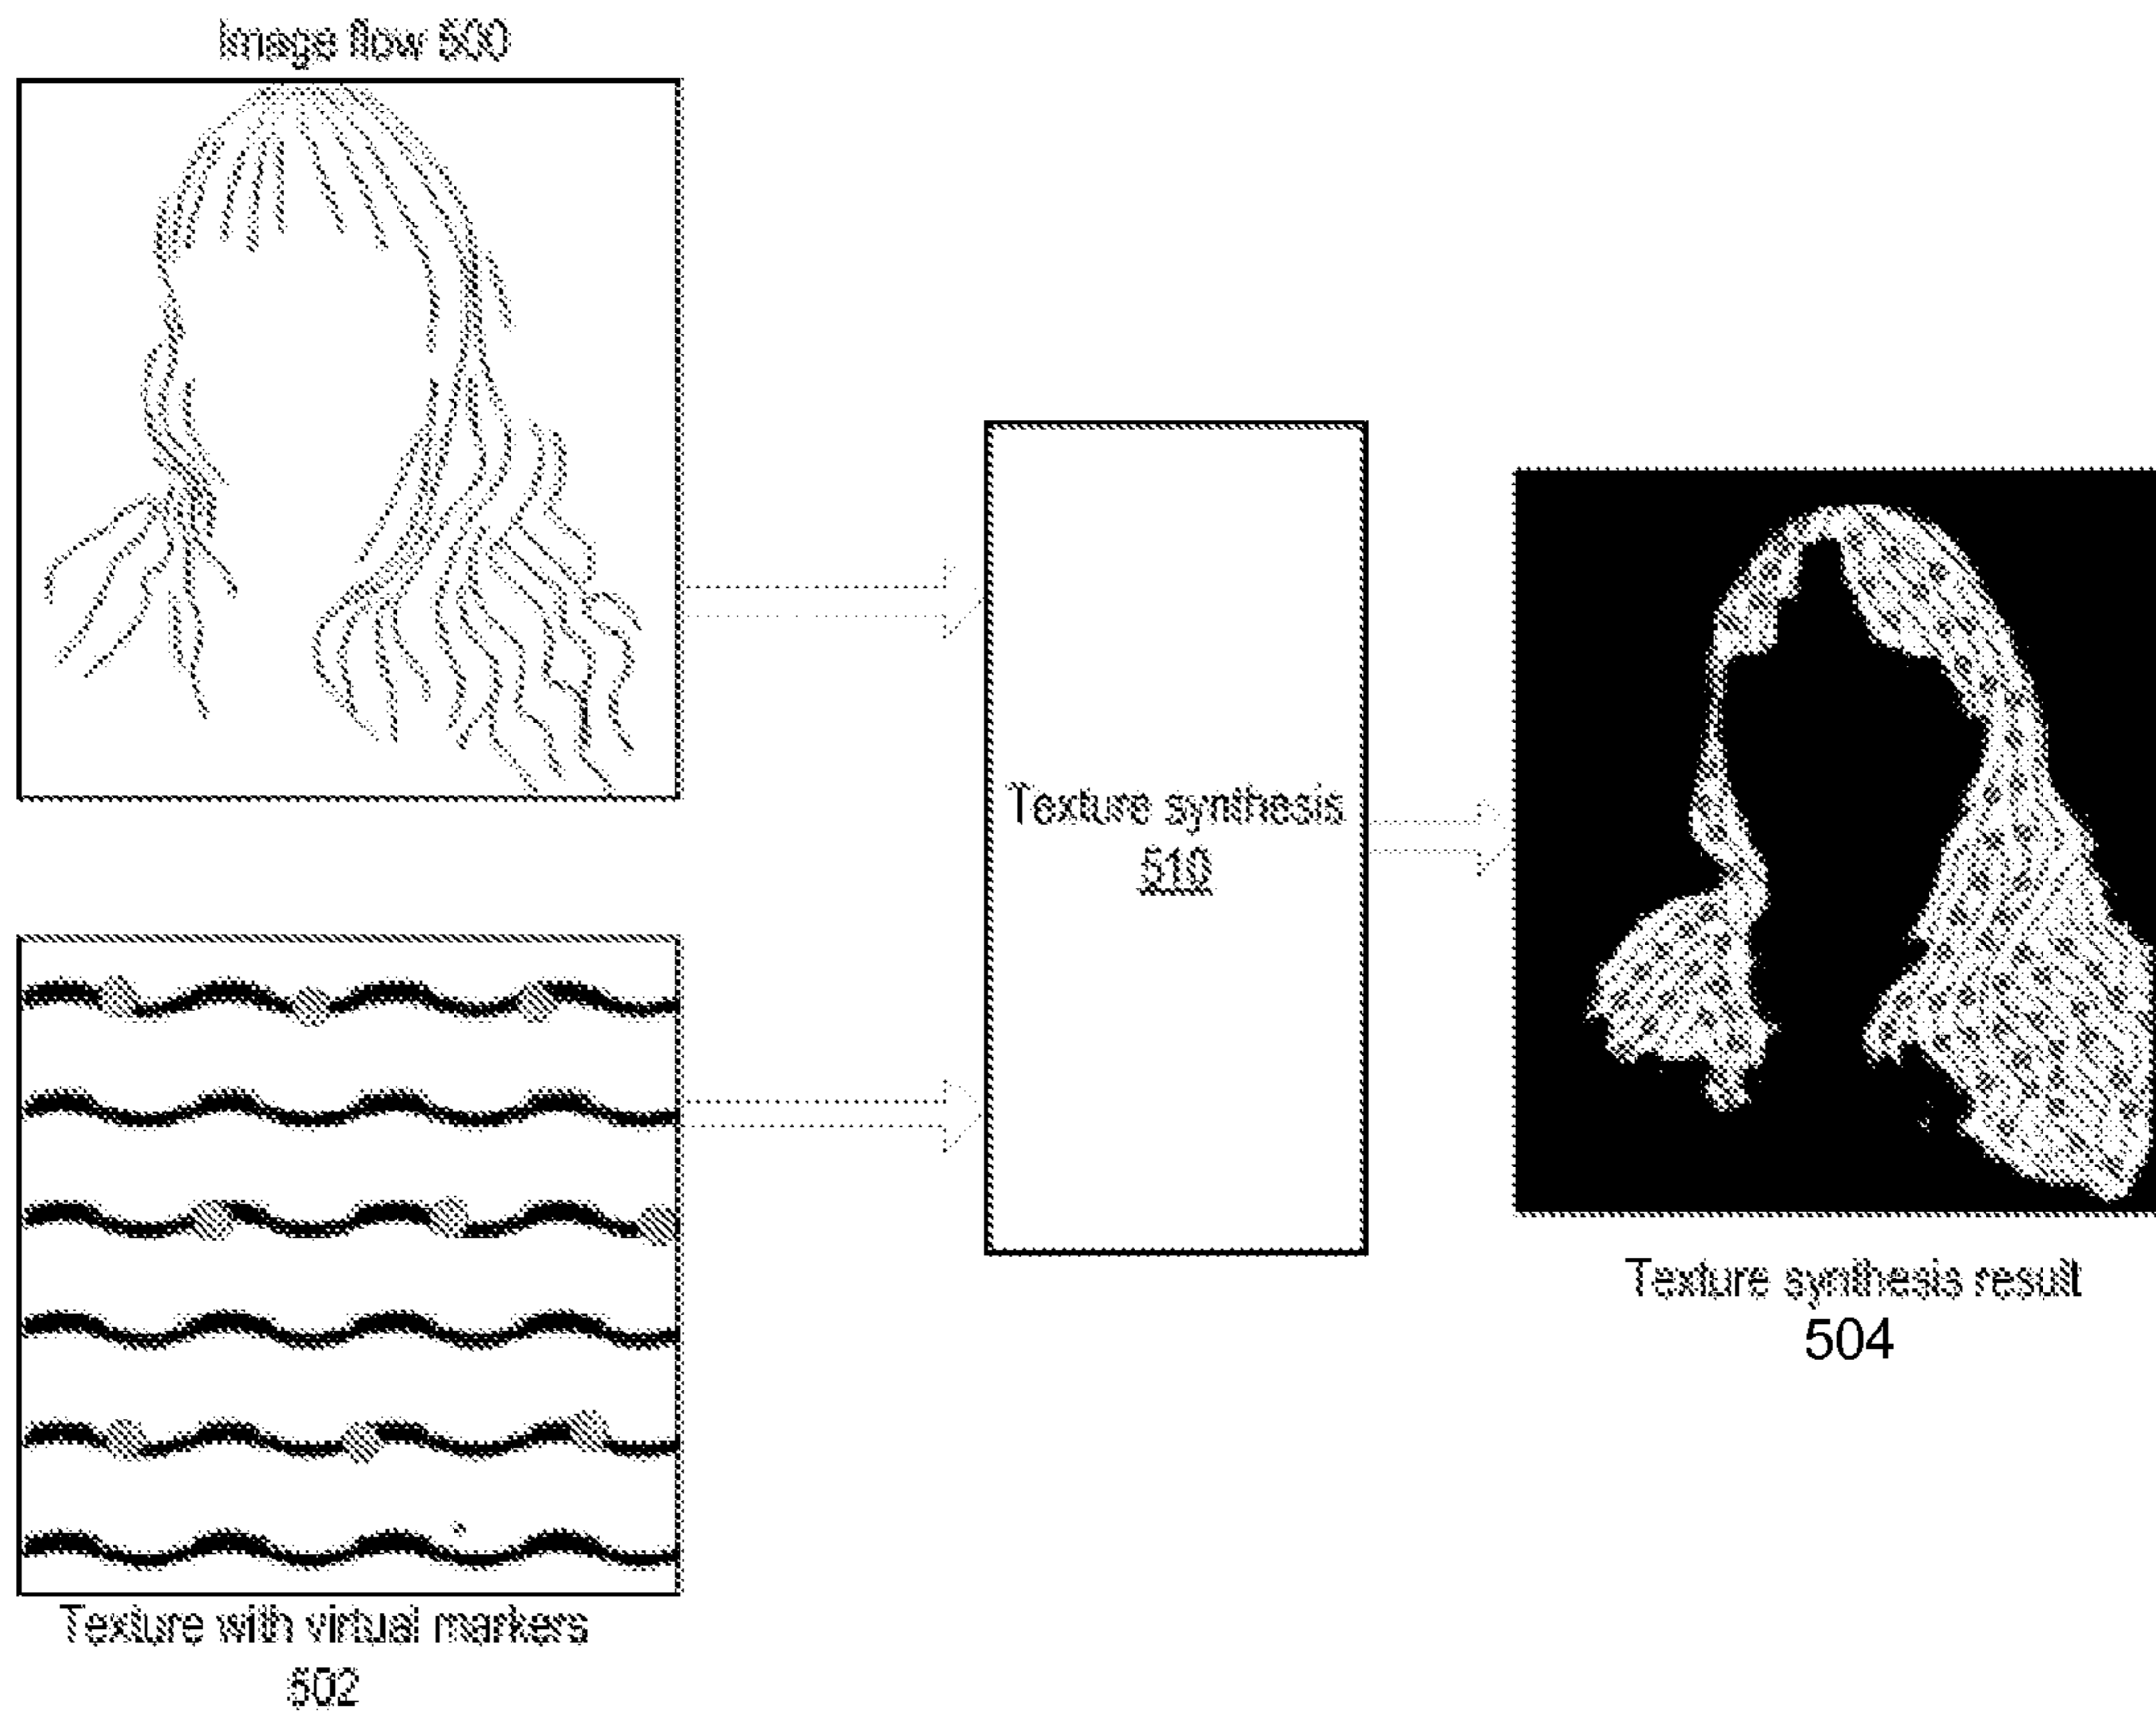 Image flow 500
Texture synthesis
510
Texture synthesis result
504
Texture with virtual markers
502